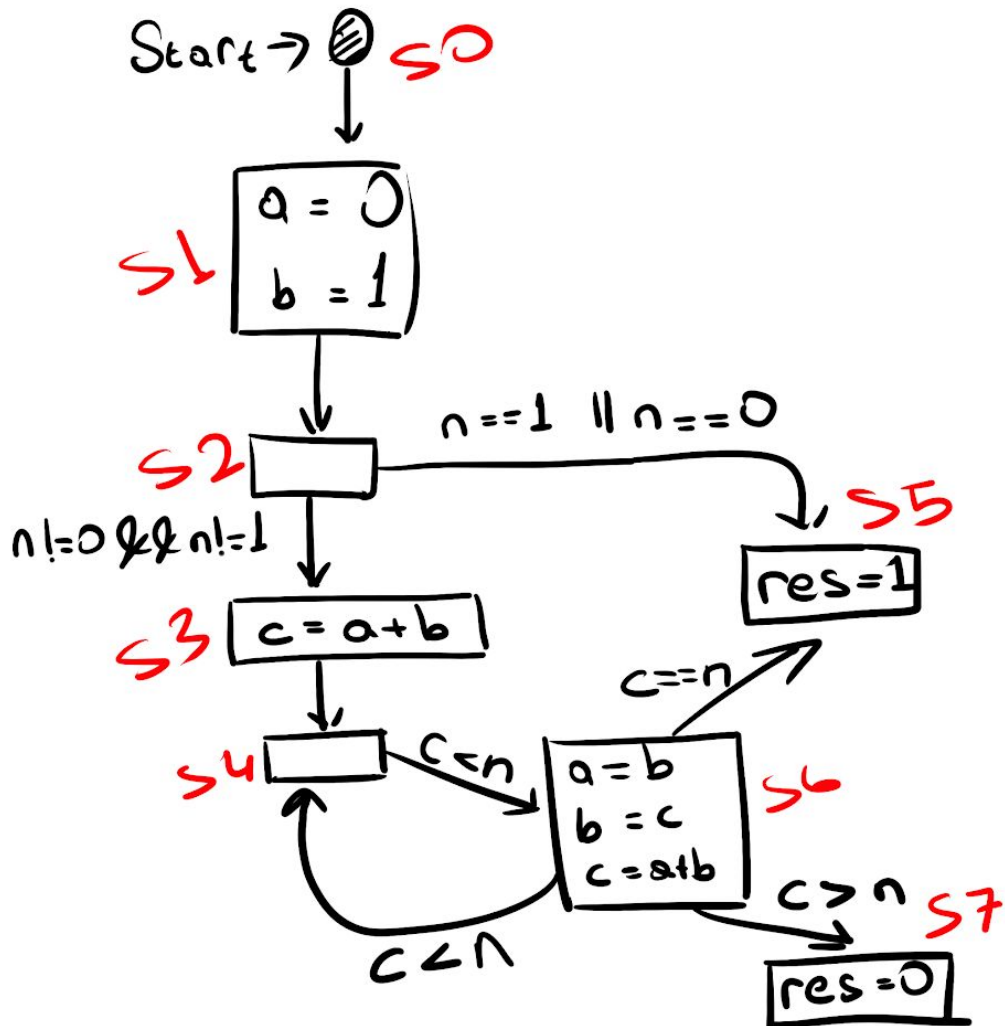 Start → S0
a = 0
b = 1
S1
n==1 || n==0
S2
n!=0 && n!=1
S5
res=1
S3
c = a+b
c==n
S4
c<n
a = b
b = c
c = a+b
S6
c<n
c>n
S7
res=0